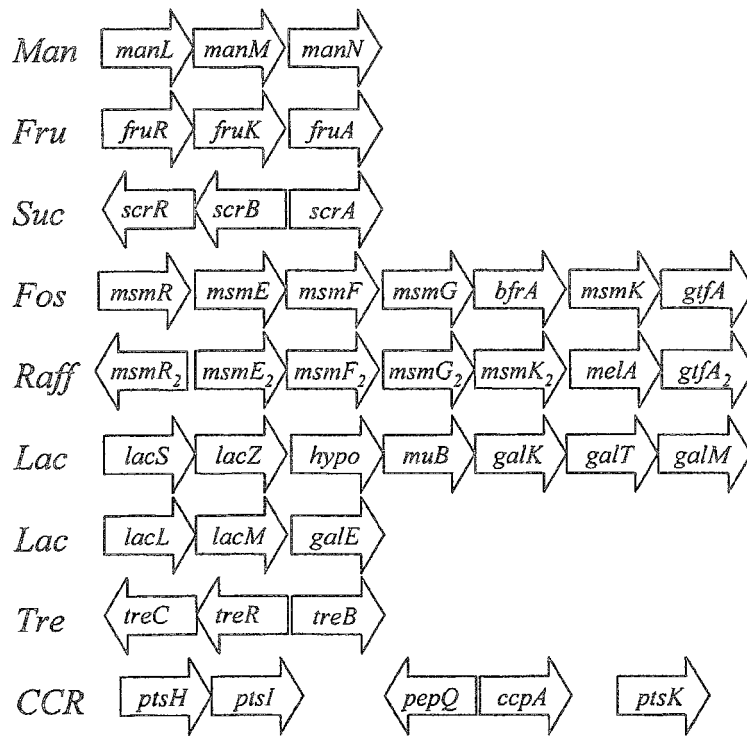 Man manL manM manN
Fru fruR fruK fruA
Suc scrR scrB scrA
Fos msmR msmE msmF msmG bfrA msmK gtfA
Raff msmR₂ msmE₂ msmF₂ msmG₂ msmK₂ melA gtfA₂
Lac lacS lacZ hypo muB galK galT galM
Lac lacL lacM galE
Tre treC treR treB
CCR ptsH ptsI pepQ ccpA ptsK